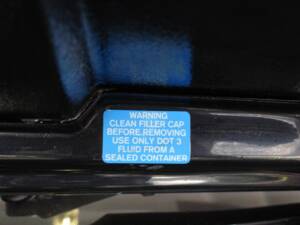 WARNING
CLEAN FILLER CAP
BEFORE REMOVING
USE ONLY DOT 3
FLUID FROM A
SEALED CONTAINER